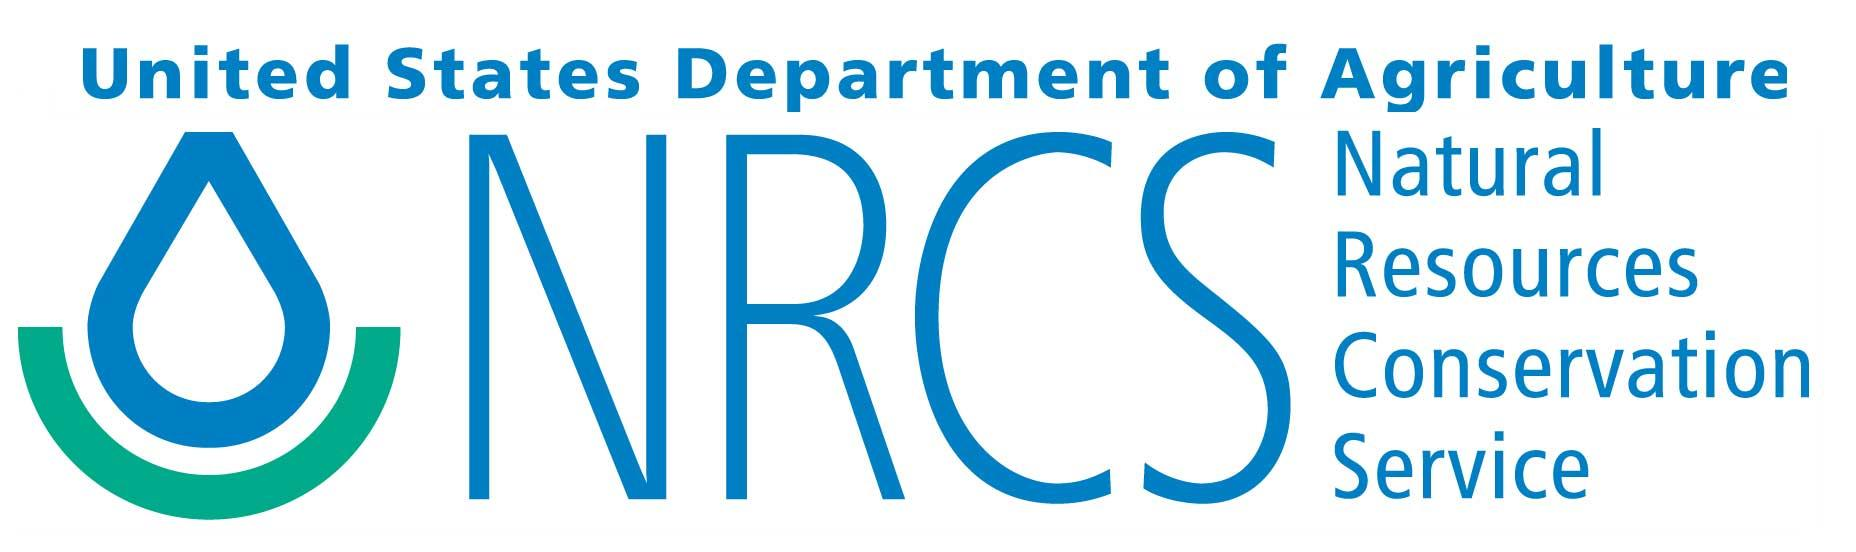 United States Department of Agriculture
NRCS
Natural
Resources
Conservation
Service